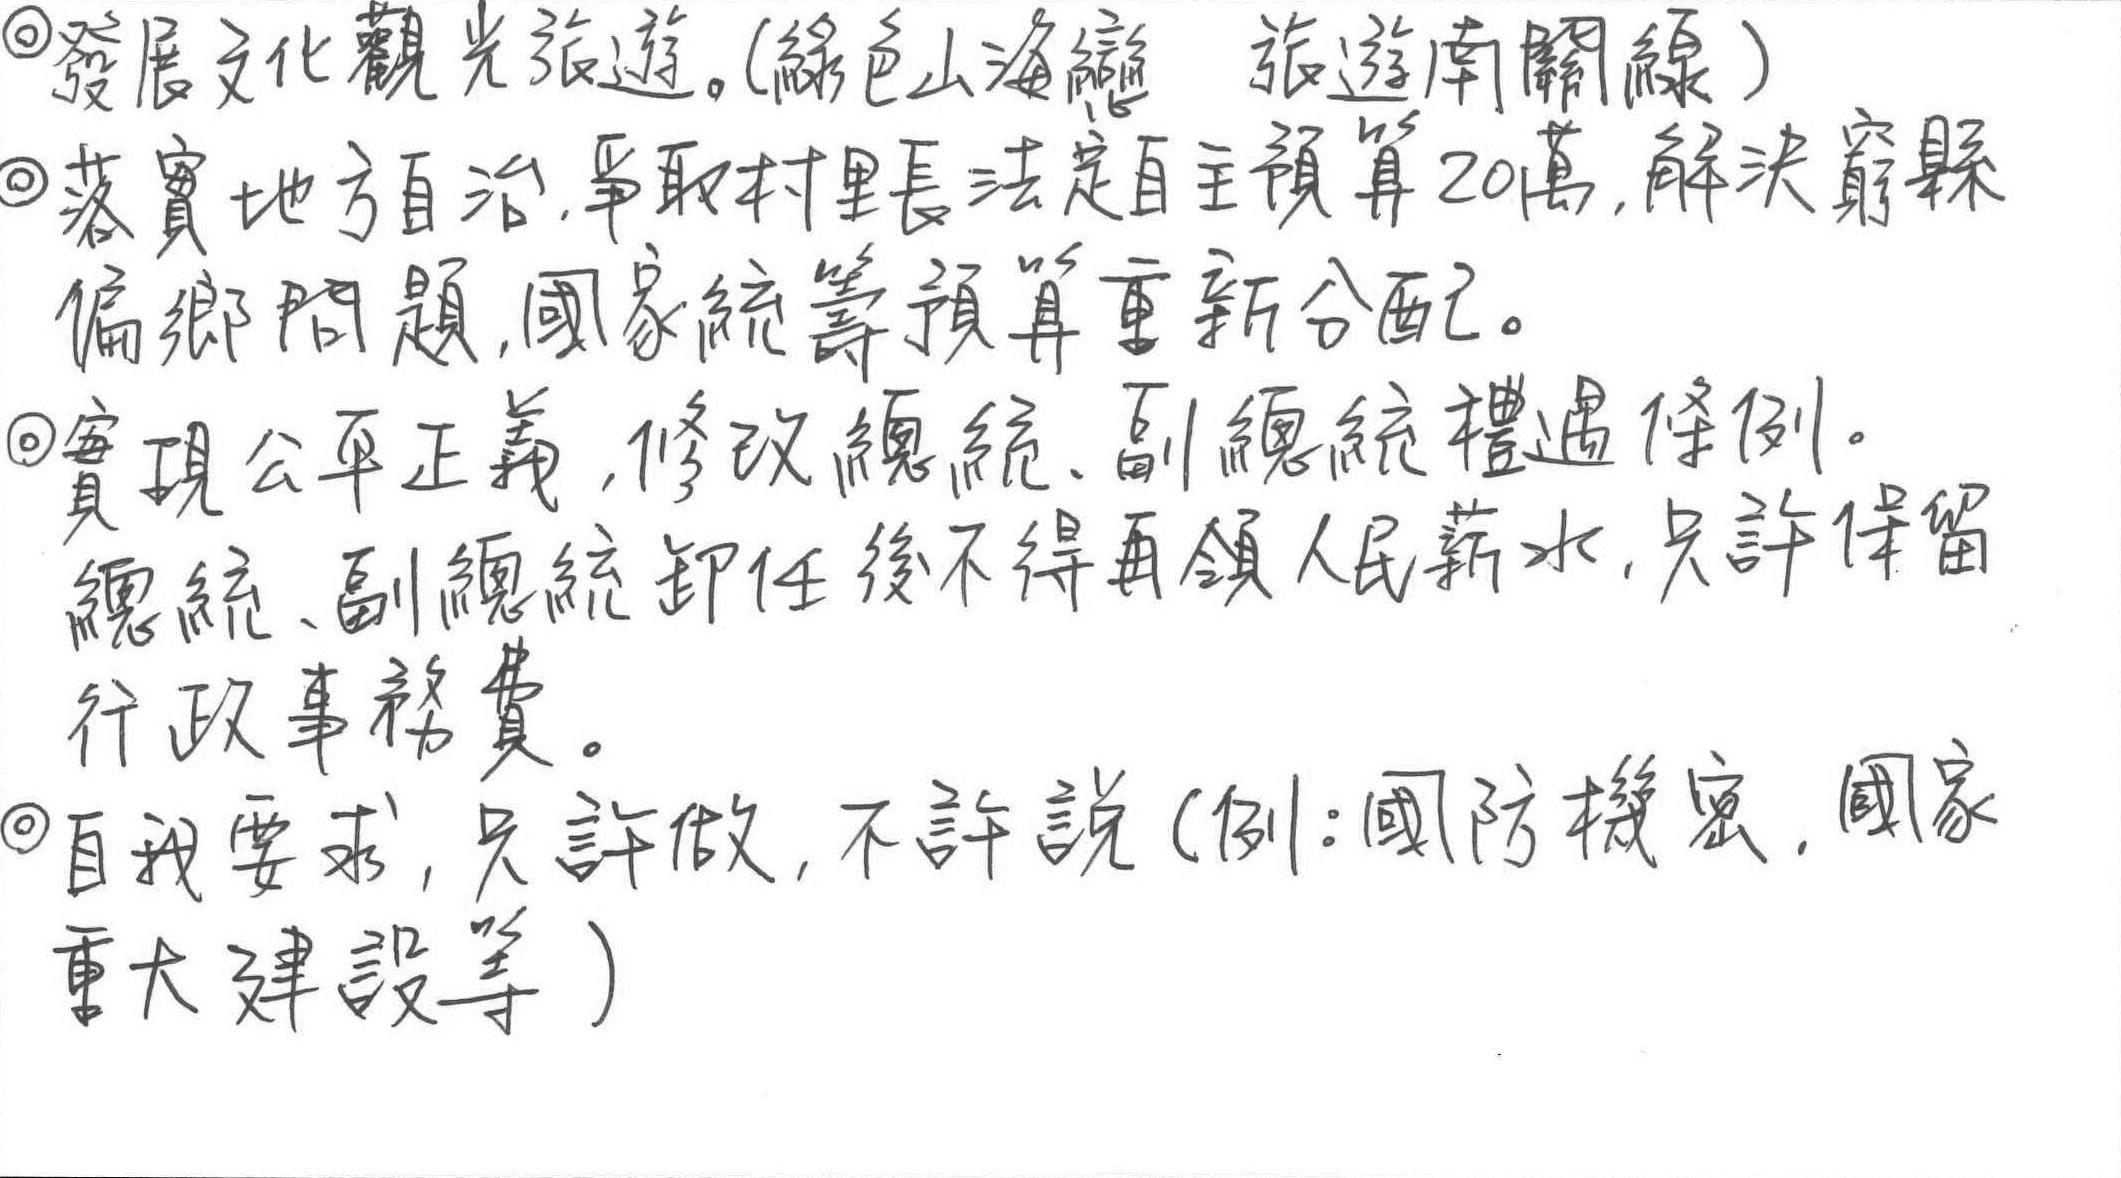 ◎發展文化觀光旅遊。(綠色山海戀　旅遊南關線)
◎落實地方自治,爭取村里長法定自主預算20萬,解決窮縣
偏鄉問題,國家統籌預算重新分配。
◎實現公平正義,修改總統、副總統禮遇條例。
總統、副總統卸任後不得再領人民薪水,只許保留
行政事務費。
◎自我要求,只許做,不許說(例:國防機密,國家
重大建設等)